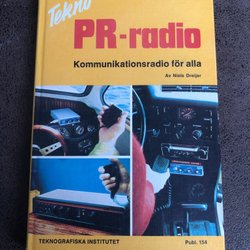 Tekno
PR-radio
Kommunikationsradio för alla
Av Niels Dreijer
TEKNOGRAFISKA INSTITUTET
Publ. 154